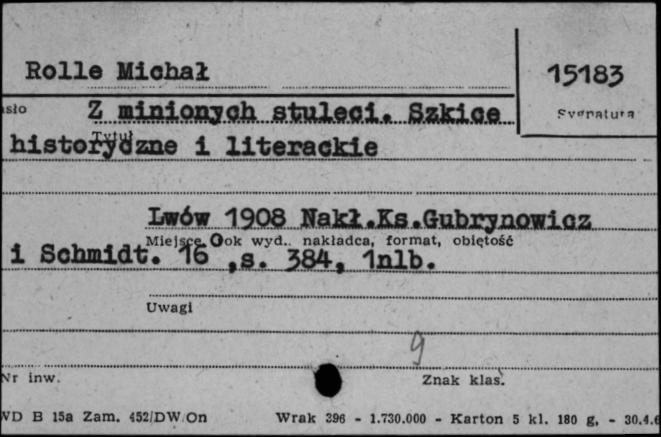 Rolle Michał
15183
asło
Z minionych stuleci. Szkice
Sygnatura
Tytuł
historyczne i literackie
Lwów 1908 Nakł.Ks.Gubrynowicz
Miejsce, rok wyd., nakładca, format, objętość
i Schmidt. 16°,s. 384, 1nlb.
Uwagi
9
Nr inw.
Znak klas.
WD B 15a Zam. 452/DW/On
Wrak 396 - 1.730.000 - Karton 5 kl. 180 g, - 30.4.6